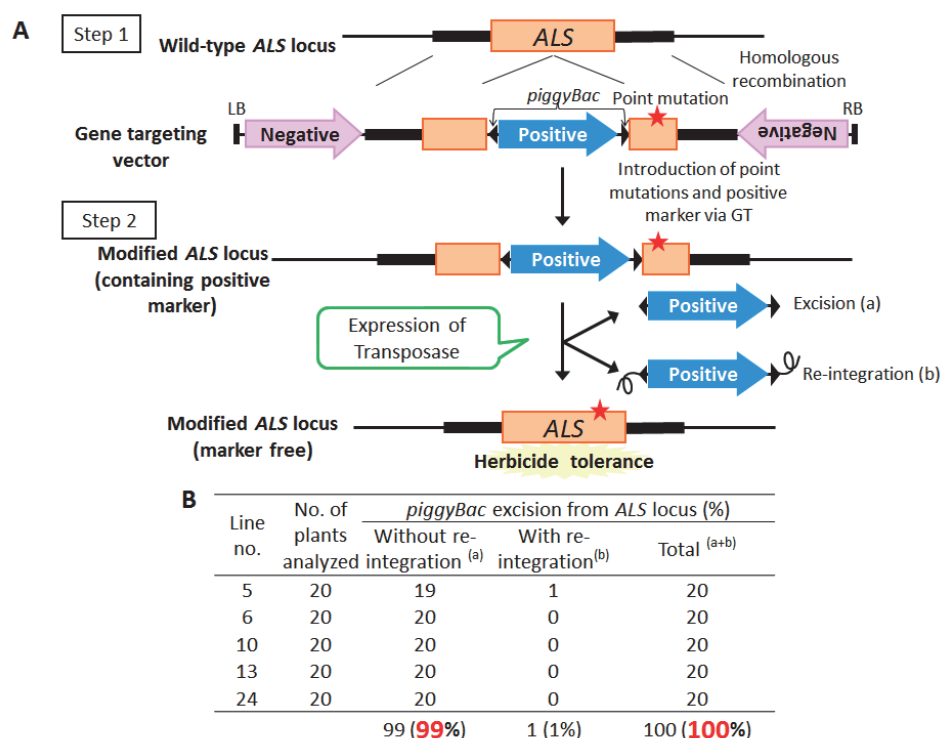 A
Step 1
Wild-type ALS locus
ALS
Homologous
recombination
piggyBac
Point mutation
LB
RB
Gene targeting
vector
Negative
Positive
Negative
Introduction of point
mutations and positive
marker via GT
Step 2
Modified ALS locus
(containing positive
marker)
Positive
Expression of
Transposase
Positive
Excision (a)
Positive
Re-integration (b)
Modified ALS locus
(marker free)
ALS
Herbicide tolerance
B
Line no. No. of plants analyzed piggyBac excision from ALS locus (%)
Without re-integration (a) With re-integration(b) Total (a+b)
5 20 19 1 20
6 20 20 0 20
10 20 20 0 20
13 20 20 0 20
24 20 20 0 20
99 (99%) 1 (1%) 100 (100%)